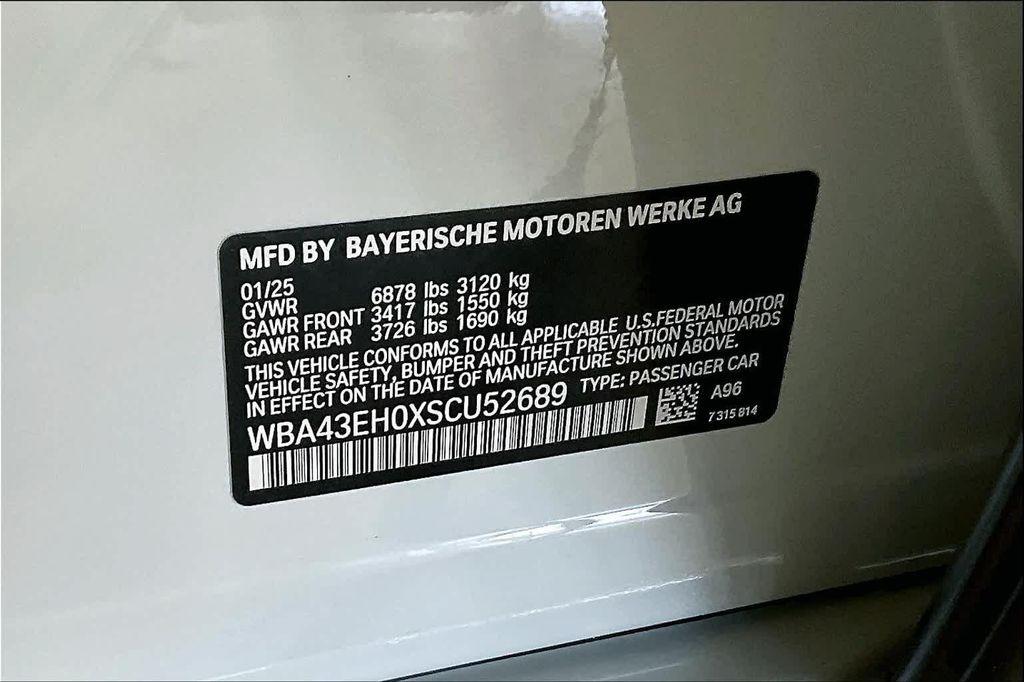 MFD BY BAYERISCHE MOTOREN WERKE AG
01/25
GVWR 6878 lbs 3120 kg
GAWR FRONT 3417 lbs 1550 kg
GAWR REAR 3726 lbs 1690 kg
THIS VEHICLE CONFORMS TO ALL APPLICABLE U.S.FEDERAL MOTOR
VEHICLE SAFETY, BUMPER AND THEFT PREVENTION STANDARDS
IN EFFECT ON THE DATE OF MANUFACTURE SHOWN ABOVE.
WBA43EH0XSCU52689 TYPE: PASSENGER CAR
A96
7 315 814